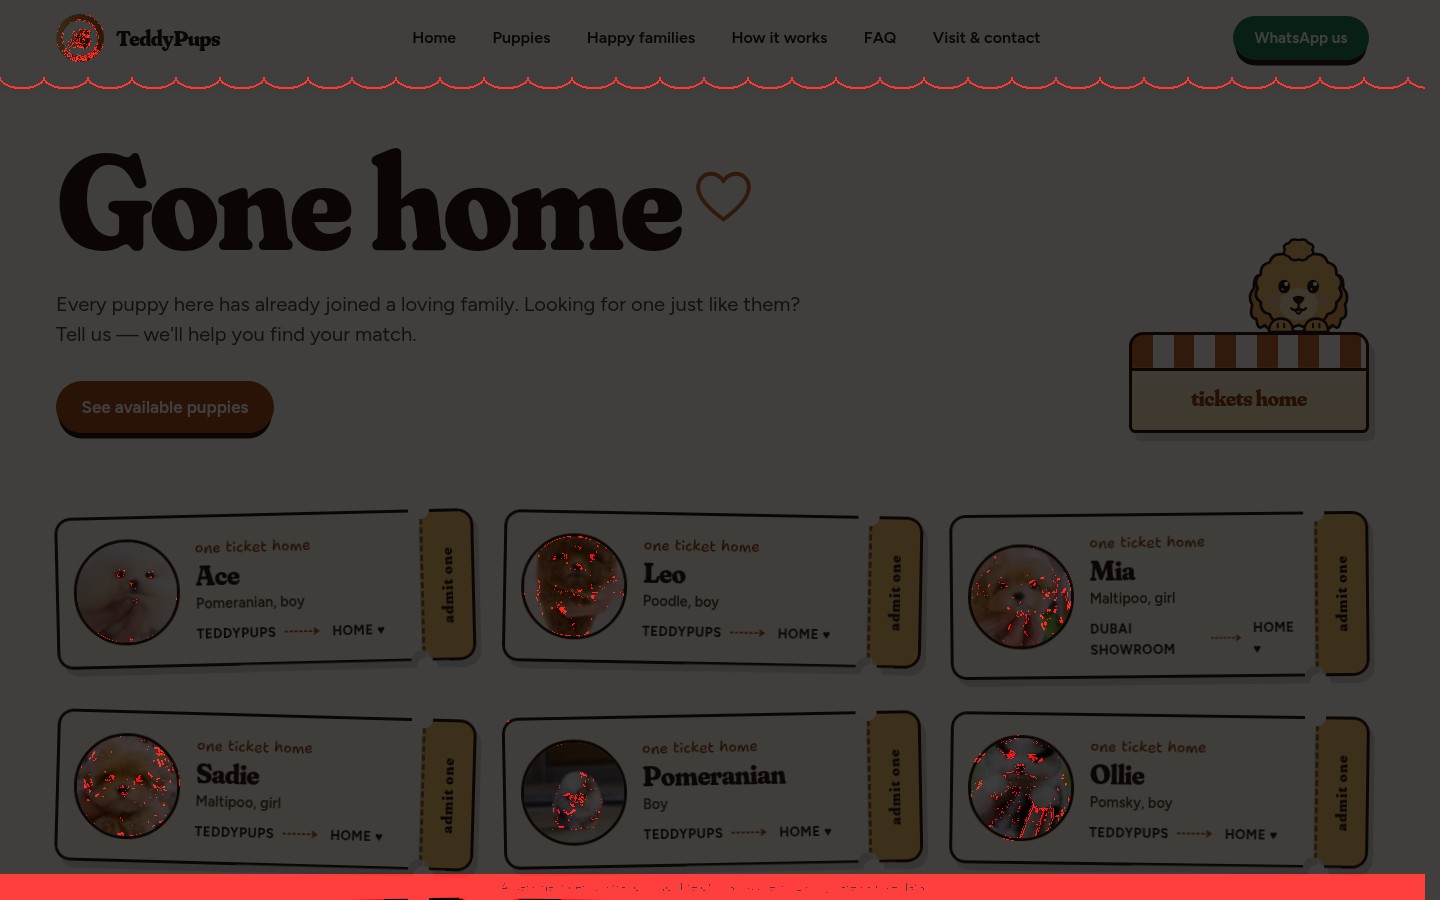 TeddyPups
Home Puppies Happy families How it works FAQ Visit & contact
WhatsApp us
Gone home
Every puppy here has already joined a loving family. Looking for one just like them?
Tell us — we'll help you find your match.
See available puppies
tickets home
one ticket home
Ace
Pomeranian, boy
TEDDYPUPS HOME ♥
admit one
one ticket home
Leo
Poodle, boy
TEDDYPUPS HOME ♥
admit one
one ticket home
Mia
Maltipoo, girl
DUBAI SHOWROOM HOME ♥
admit one
one ticket home
Sadie
Maltipoo, girl
TEDDYPUPS HOME ♥
admit one
one ticket home
Pomeranian
Boy
TEDDYPUPS HOME ♥
admit one
one ticket home
Ollie
Pomsky, boy
TEDDYPUPS HOME ♥
admit one